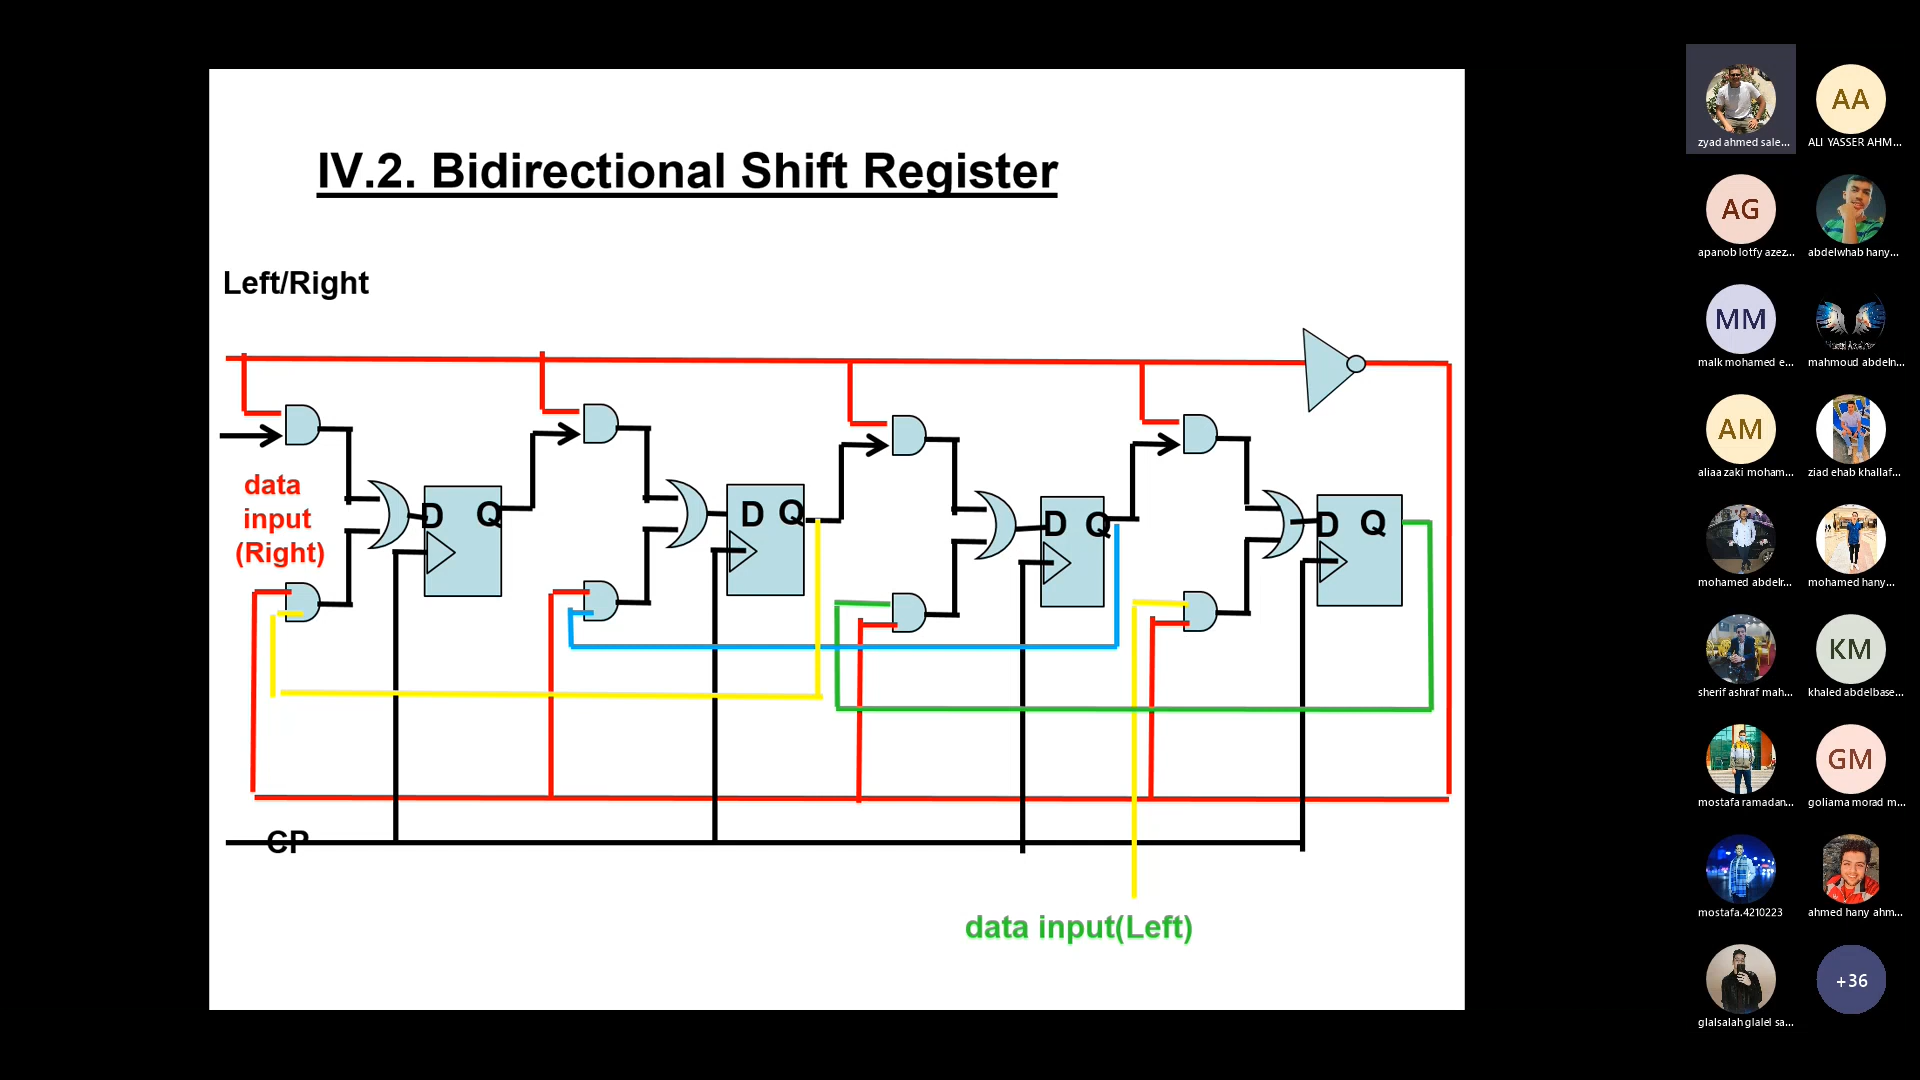 IV.2. Bidirectional Shift Register
Left/Right
data
input
(Right)
D Q
D Q
D Q
D Q
CP
data input(Left)
zyad ahmed sale...
AA
ALI YASSER AHM...
AG
apanob lotfy azez...
abdelwhab hany...
MM
malk mohamed e...
mahmoud abdeln...
AM
aliaa zaki moham...
ziad ehab khallaf...
mohamed abdelr...
mohamed hany...
sherif ashraf mah...
KM
khaled abdelbase...
mostafa ramadan...
GM
goliama morad m...
mostafa.4210223
ahmed hany ahm...
glalsalah glalel sa...
+36